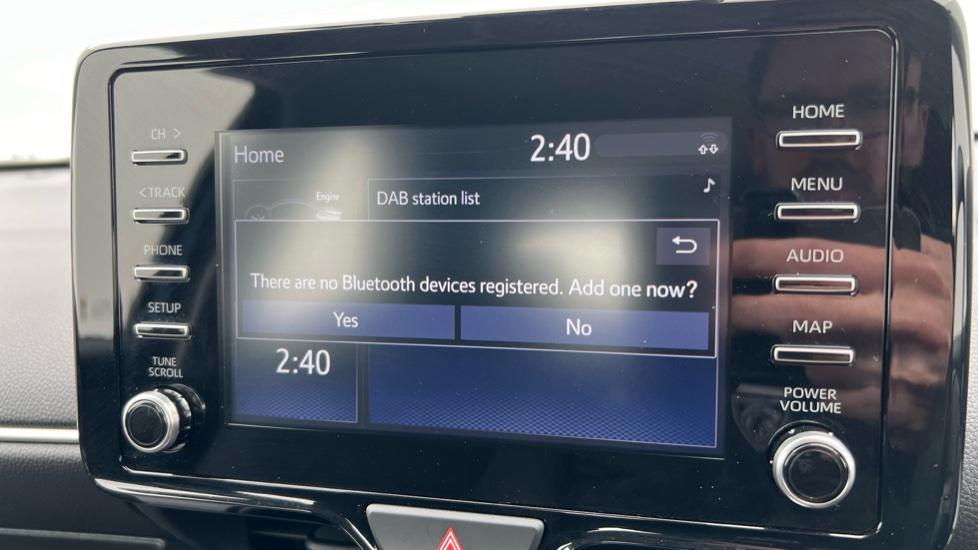 CH >
< TRACK
PHONE
SETUP
TUNE
SCROLL
Home
2:40
Engine
DAB station list
There are no Bluetooth devices registered. Add one now?
Yes
No
2:40
HOME
MENU
AUDIO
MAP
POWER
VOLUME